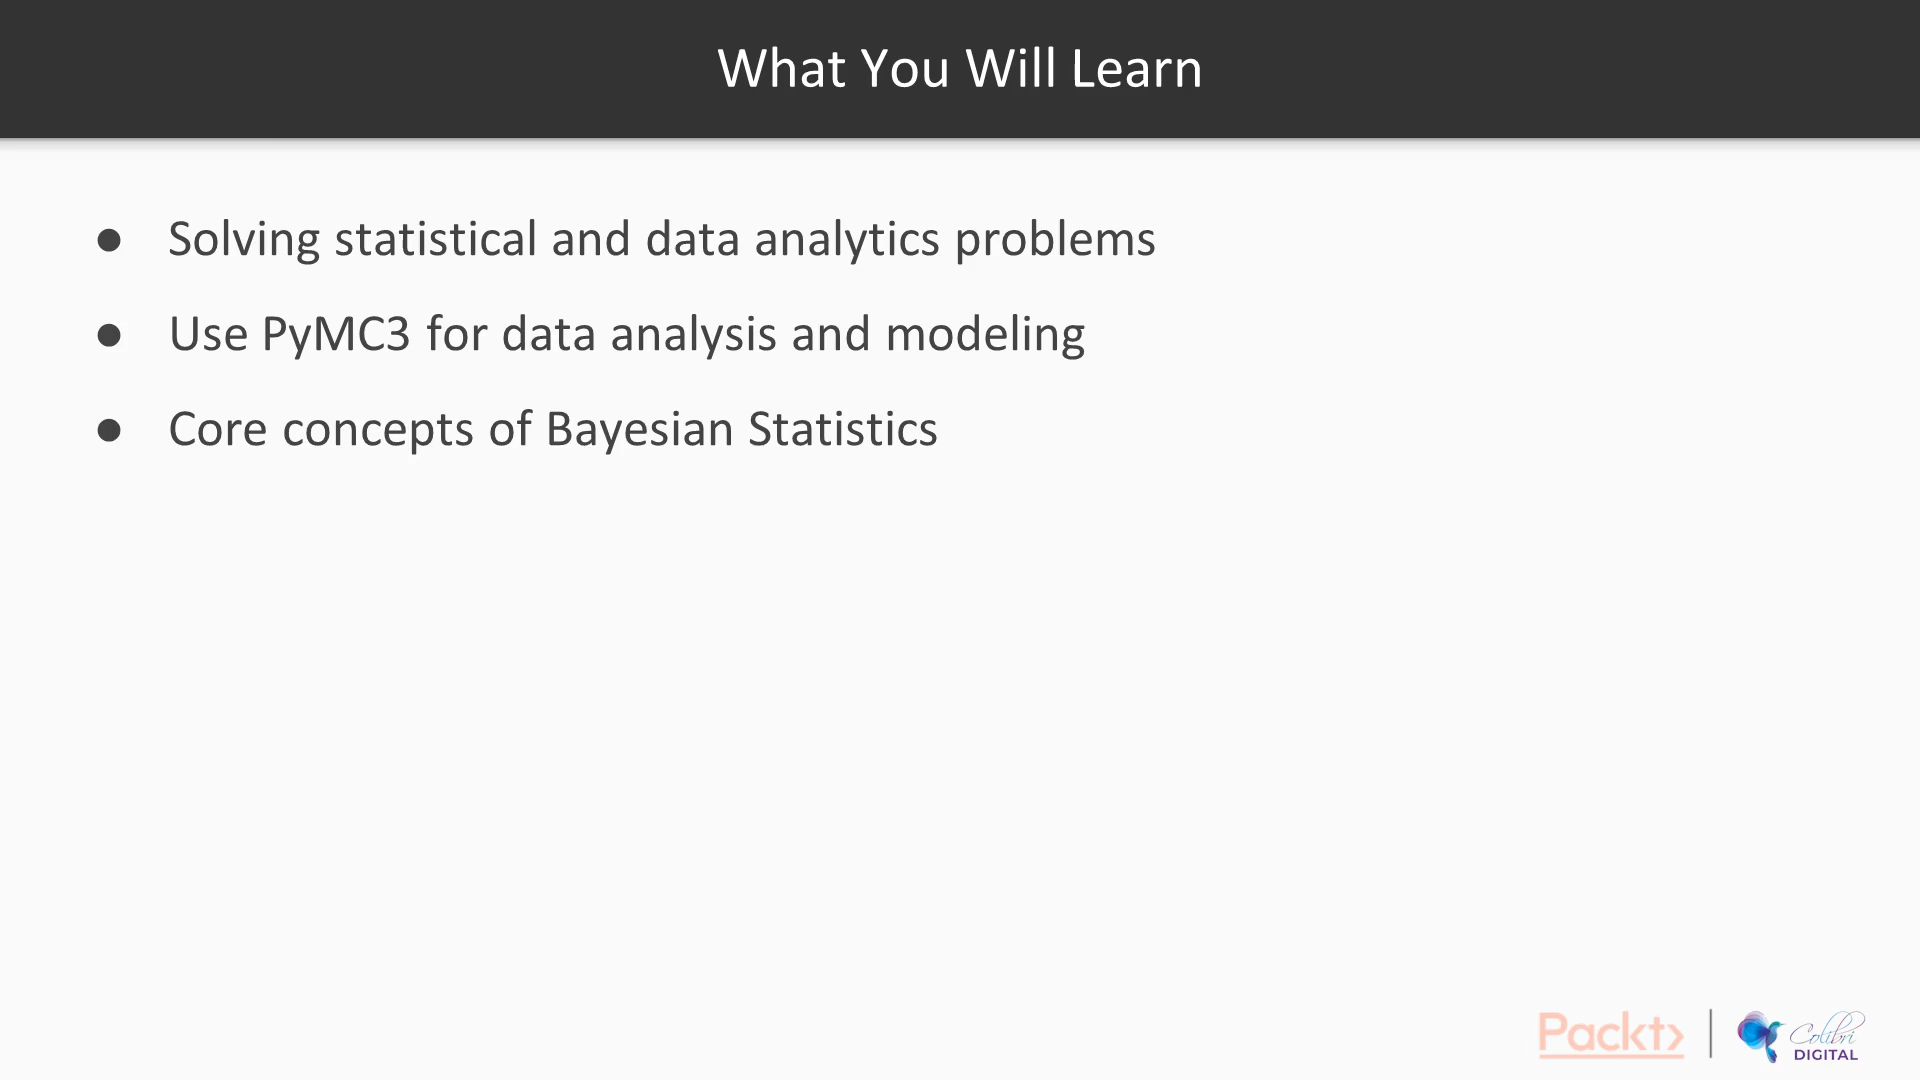 What You Will Learn
● Solving statistical and data analytics problems
● Use PyMC3 for data analysis and modeling
● Core concepts of Bayesian Statistics
Packt>
Colibri
DIGITAL